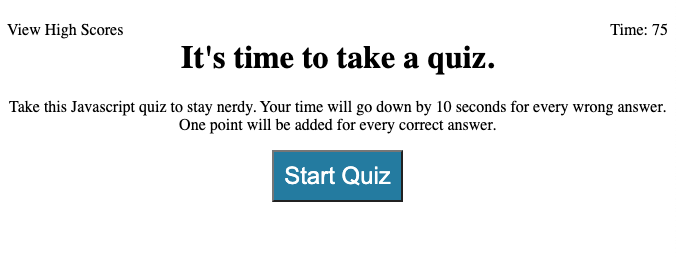 View High Scores
Time: 75
It's time to take a quiz.
Take this Javascript quiz to stay nerdy. Your time will go down by 10 seconds for every wrong answer.
One point will be added for every correct answer.
Start Quiz